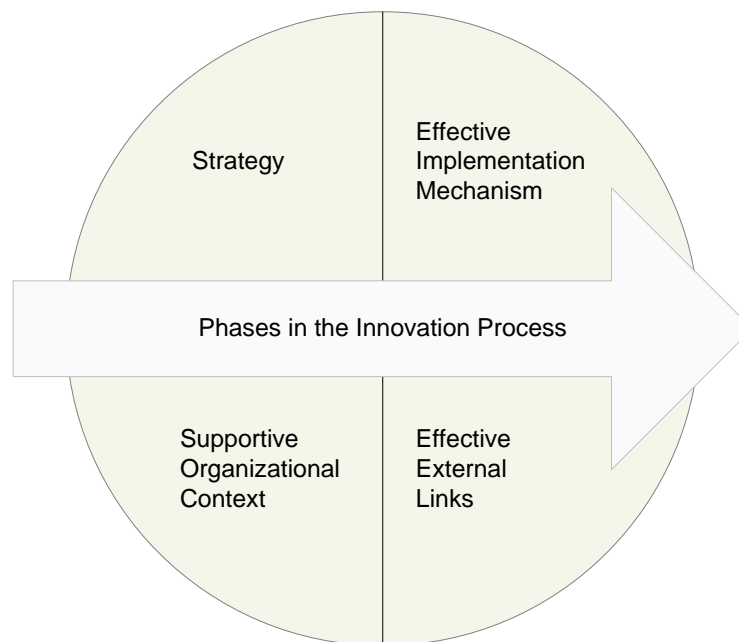 Strategy
Effective
Implementation
Mechanism
Phases in the Innovation Process
Supportive
Organizational
Context
Effective
External
Links